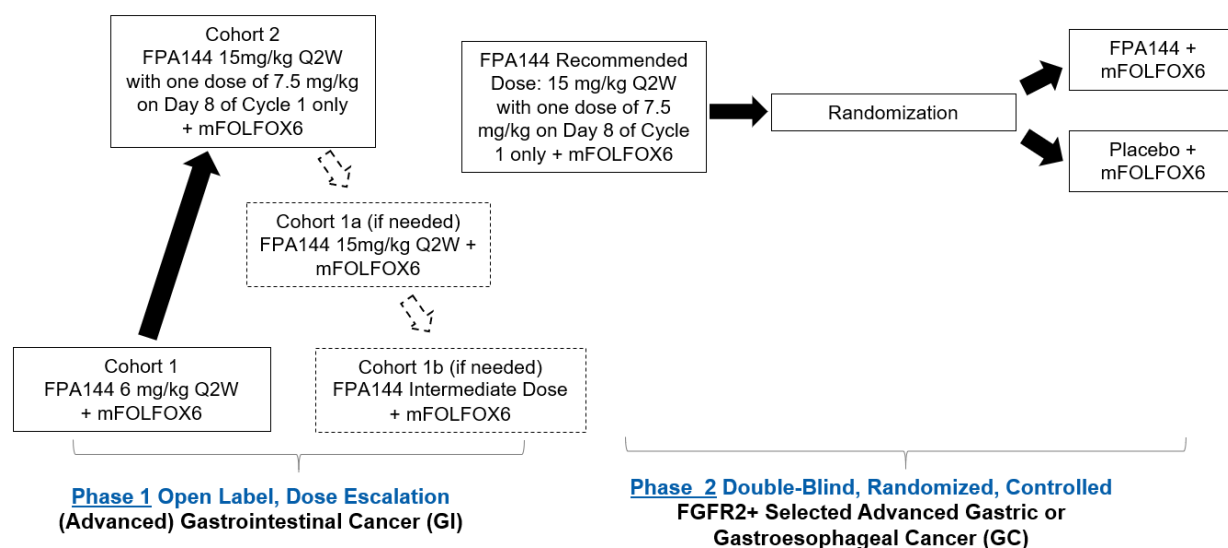 Cohort 2
FPA144 15mg/kg Q2W
with one dose of 7.5 mg/kg
on Day 8 of Cycle 1 only
+ mFOLFOX6
Cohort 1a (if needed)
FPA144 15mg/kg Q2W +
mFOLFOX6
Cohort 1
FPA144 6 mg/kg Q2W
+ mFOLFOX6
Cohort 1b (if needed)
FPA144 Intermediate Dose
+ mFOLFOX6
Phase 1 Open Label, Dose Escalation
(Advanced) Gastrointestinal Cancer (GI)
FPA144 Recommended
Dose: 15 mg/kg Q2W
with one dose of 7.5
mg/kg on Day 8 of Cycle
1 only + mFOLFOX6
Randomization
FPA144 +
mFOLFOX6
Placebo +
mFOLFOX6
Phase 2 Double-Blind, Randomized, Controlled
FGFR2+ Selected Advanced Gastric or
Gastroesophageal Cancer (GC)